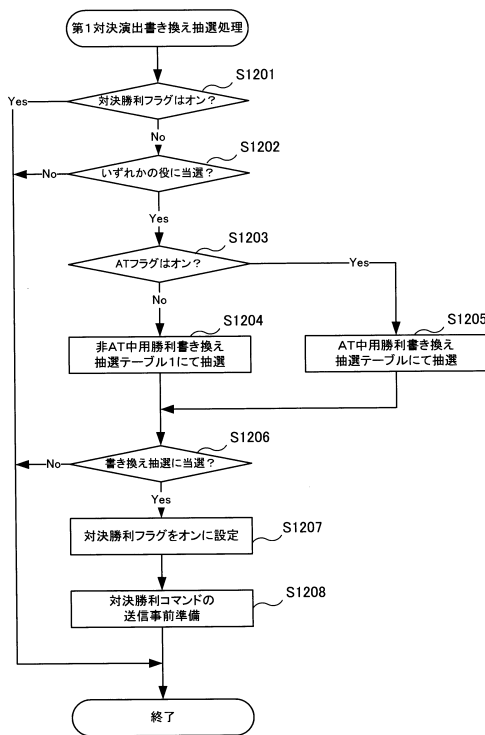 第１対決演出書き換え抽選処理
S1201
対決勝利フラグはオン？
Yes
No
S1202
いずれかの役に当選？
No
Yes
S1203
ATフラグはオン？
Yes
No
S1204
非AT中用勝利書き換え
抽選テーブル１にて抽選
S1205
AT中用勝利書き換え
抽選テーブルにて抽選
S1206
書き換え抽選に当選？
No
Yes
S1207
対決勝利フラグをオンに設定
S1208
対決勝利コマンドの
送信事前準備
終了